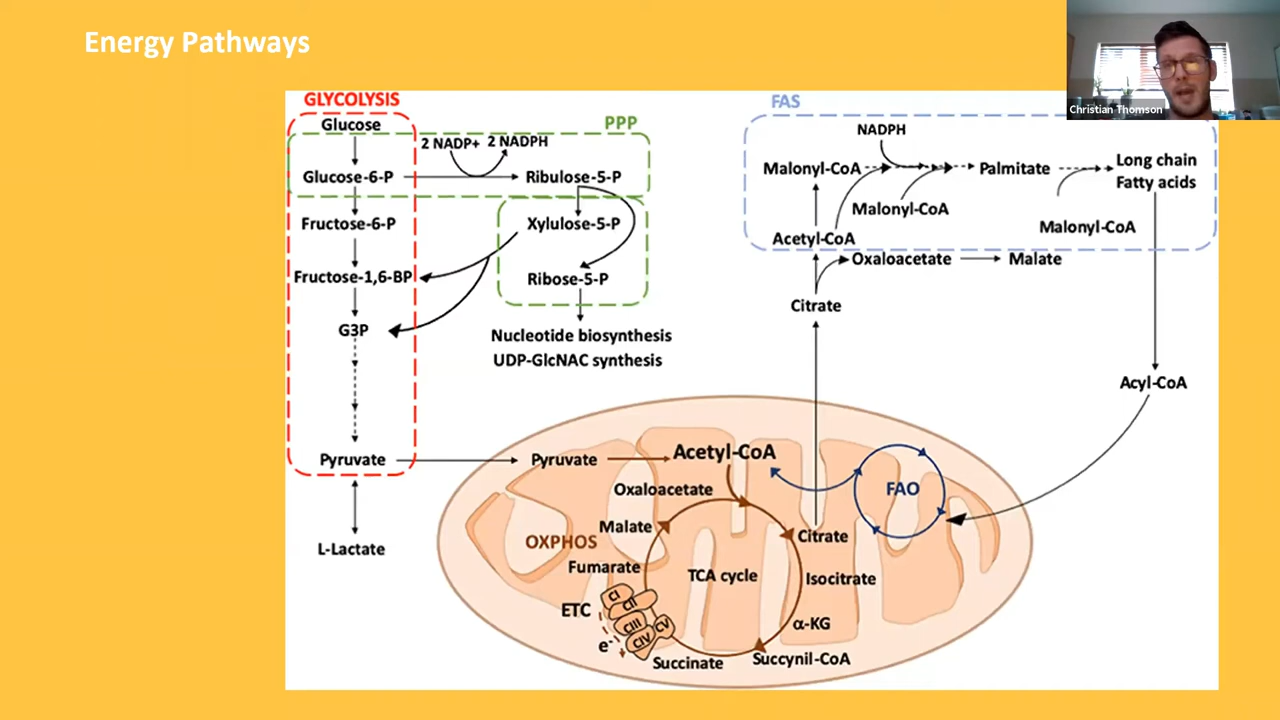 Energy Pathways
Christian Thomson
GLYCOLYSIS
Glucose
PPP
2 NADP+ 2 NADPH
Glucose-6-P
Ribulose-5-P
Fructose-6-P
Xylulose-5-P
Fructose-1,6-BP
Ribose-5-P
G3P
Nucleotide biosynthesis
UDP-GlcNAC synthesis
Pyruvate
L-Lactate
FAS
NADPH
Malonyl-CoA
Palmitate
Long chain
Fatty acids
Malonyl-CoA
Malonyl-CoA
Acetyl-CoA
Oxaloacetate
Malate
Citrate
Acyl-CoA
Pyruvate
Acetyl-CoA
Oxaloacetate
FAO
Malate
Citrate
OXPHOS
Fumarate
TCA cycle
Isocitrate
ETC
CI
CII
CIII
CIV
CV
e-
α-KG
Succinate
Succynil-CoA